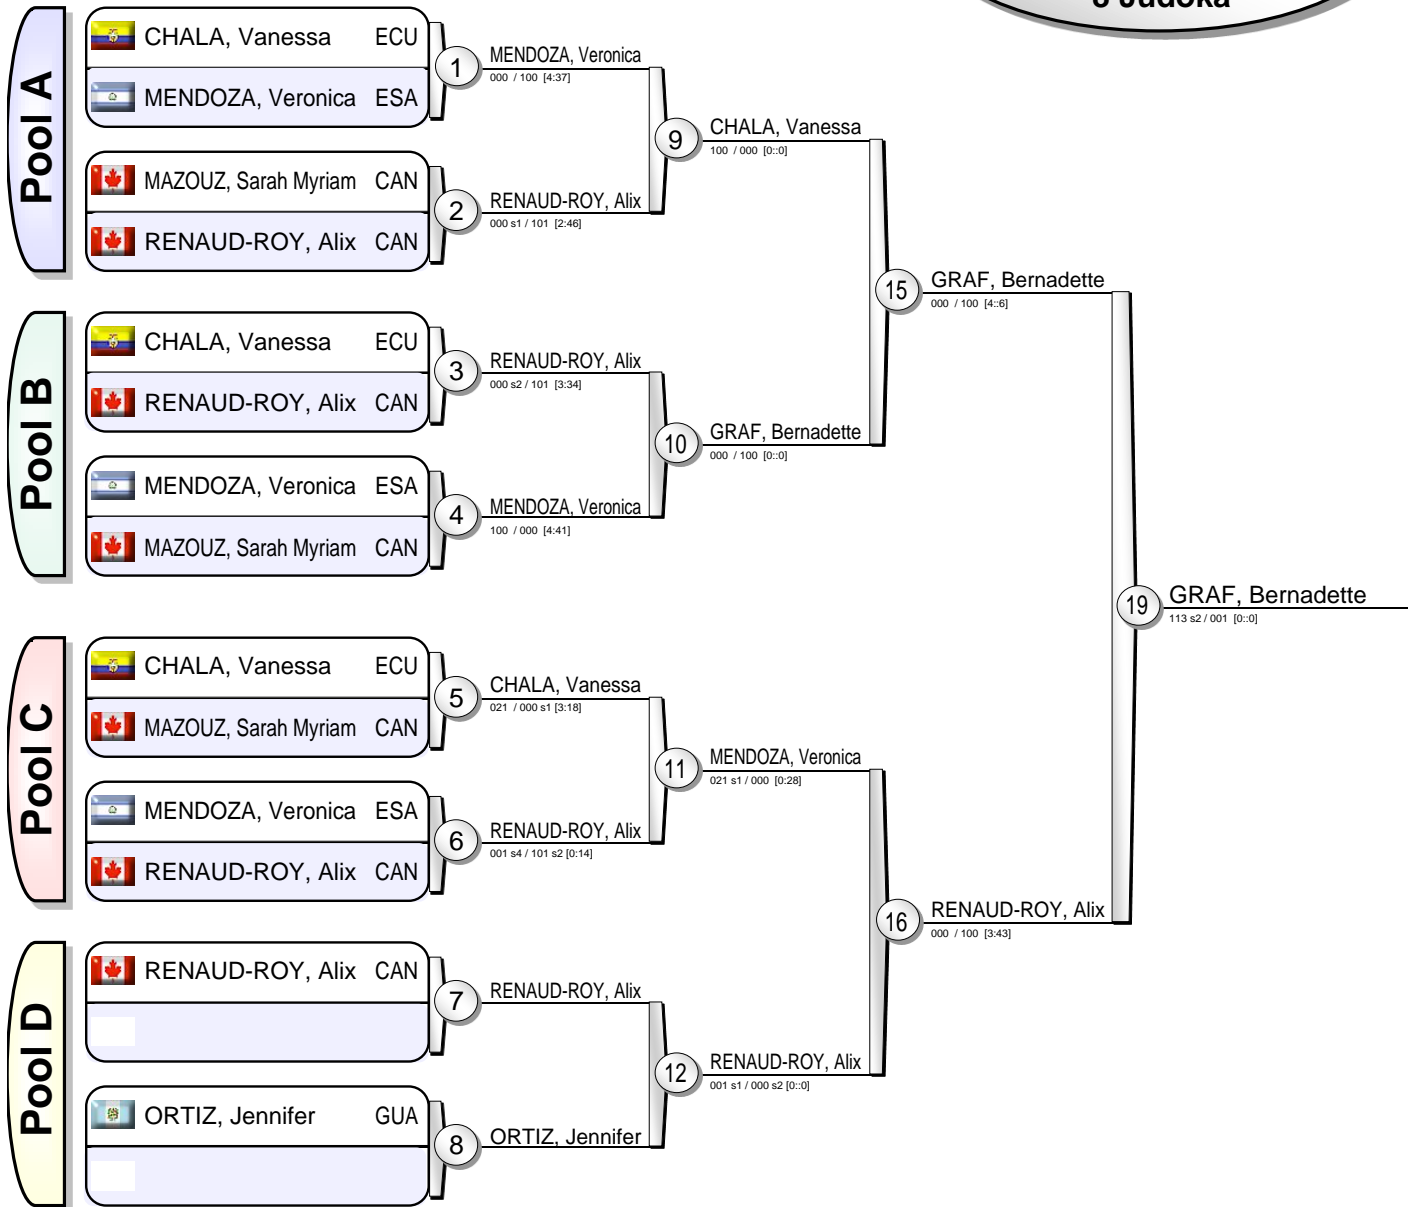 Pool A
CHALA, Vanessa ECU
MENDOZA, Veronica ESA
MAZOUZ, Sarah Myriam CAN
RENAUD-ROY, Alix CAN
1
MENDOZA, Veronica
000 / 100 [4:37]
2
RENAUD-ROY, Alix
000 s1 / 101 [2:46]
9
CHALA, Vanessa
100 / 000 [0::0]
Pool B
CHALA, Vanessa ECU
RENAUD-ROY, Alix CAN
MENDOZA, Veronica ESA
MAZOUZ, Sarah Myriam CAN
3
RENAUD-ROY, Alix
000 s2 / 101 [3:34]
4
MENDOZA, Veronica
100 / 000 [4:41]
10
GRAF, Bernadette
000 / 100 [0::0]
15
GRAF, Bernadette
000 / 100 [4::6]
Pool C
CHALA, Vanessa ECU
MAZOUZ, Sarah Myriam CAN
MENDOZA, Veronica ESA
RENAUD-ROY, Alix CAN
5
CHALA, Vanessa
021 / 000 s1 [3:18]
6
RENAUD-ROY, Alix
001 s4 / 101 s2 [0:14]
11
MENDOZA, Veronica
021 s1 / 000 [0:28]
Pool D
RENAUD-ROY, Alix CAN
ORTIZ, Jennifer GUA
7
RENAUD-ROY, Alix
8
ORTIZ, Jennifer
12
RENAUD-ROY, Alix
001 s1 / 000 s2 [0::0]
16
RENAUD-ROY, Alix
000 / 100 [3:43]
19
GRAF, Bernadette
113 s2 / 001 [0::0]
Judoka